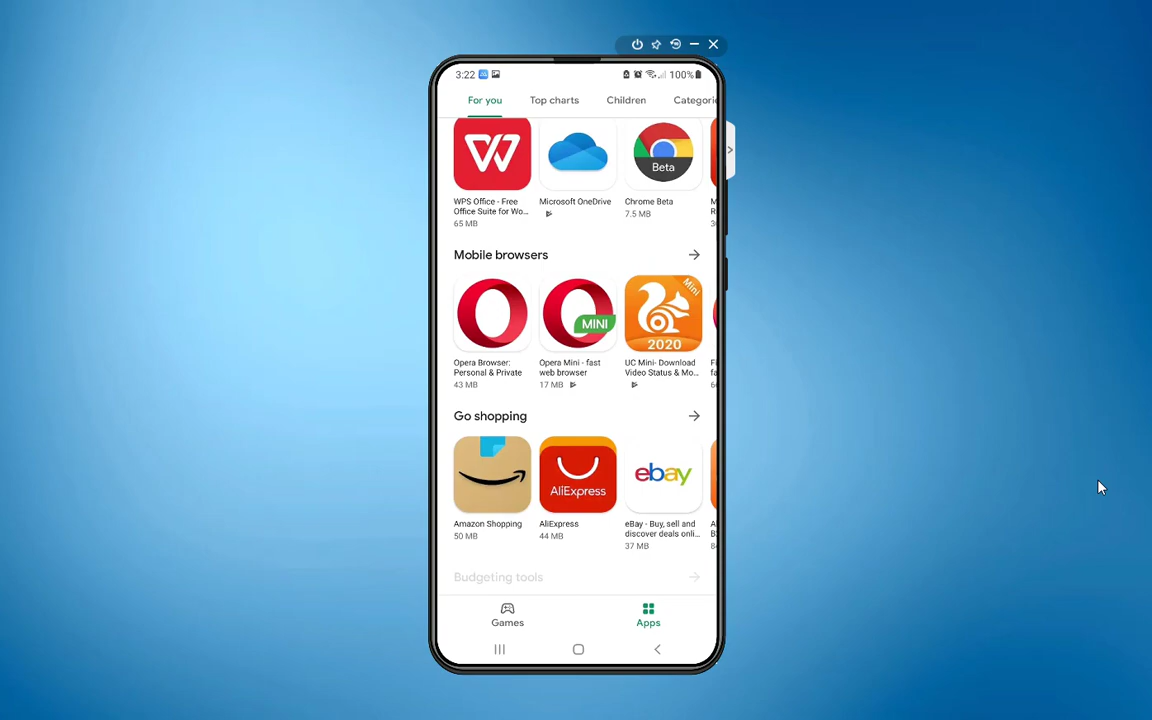 3:22 100%
For you Top charts Children Categorie
WPS Office - Free
Office Suite for Wo...
65 MB
Microsoft OneDrive
Beta
Chrome Beta
7.5 MB
Mobile browsers
Opera Browser:
Personal & Private
43 MB
MINI
Opera Mini - fast
web browser
17 MB
Mini
2020
UC Mini- Download
Video Status & Mo...
Go shopping
Amazon Shopping
50 MB
AliExpress
AliExpress
44 MB
ebay
eBay - Buy, sell and
discover deals onli...
37 MB
Budgeting tools
Games Apps